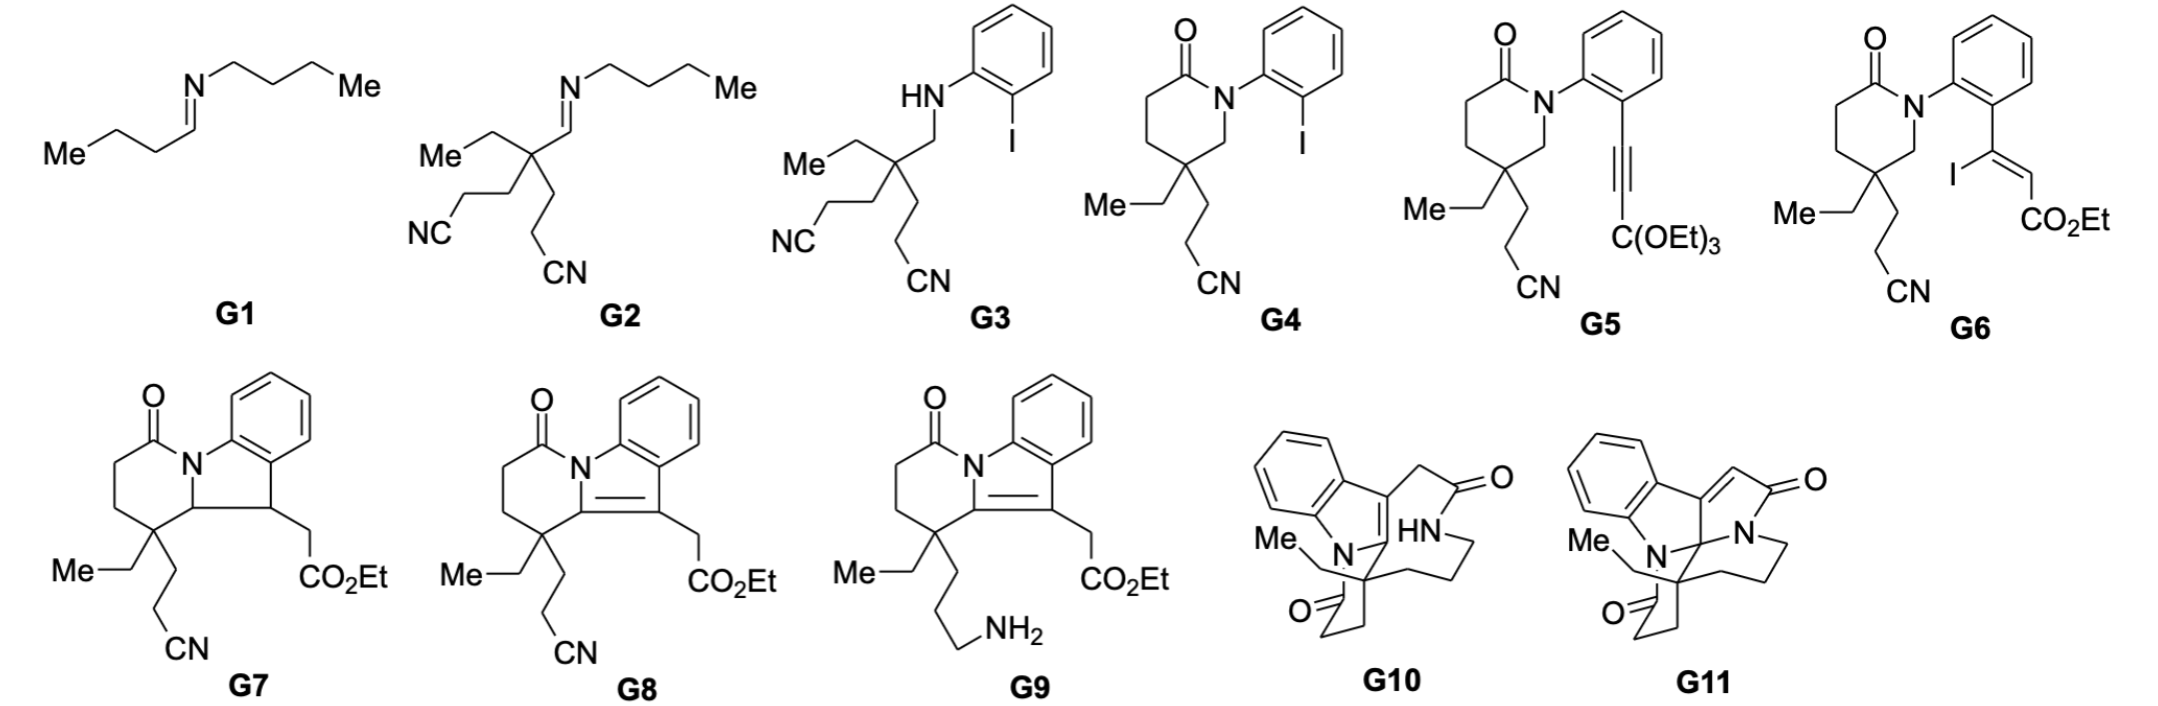 N Me Me
G1
N Me Me NC CN
G2
HN I Me NC CN
G3
O N I Me CN
G4
O N Me C(OEt)3 CN
G5
O N I Me CO2Et CN
G6
O N Me CO2Et CN
G7
O N Me CO2Et CN
G8
O N Me CO2Et NH2
G9
O HN Me N O
G10
O N Me N O
G11